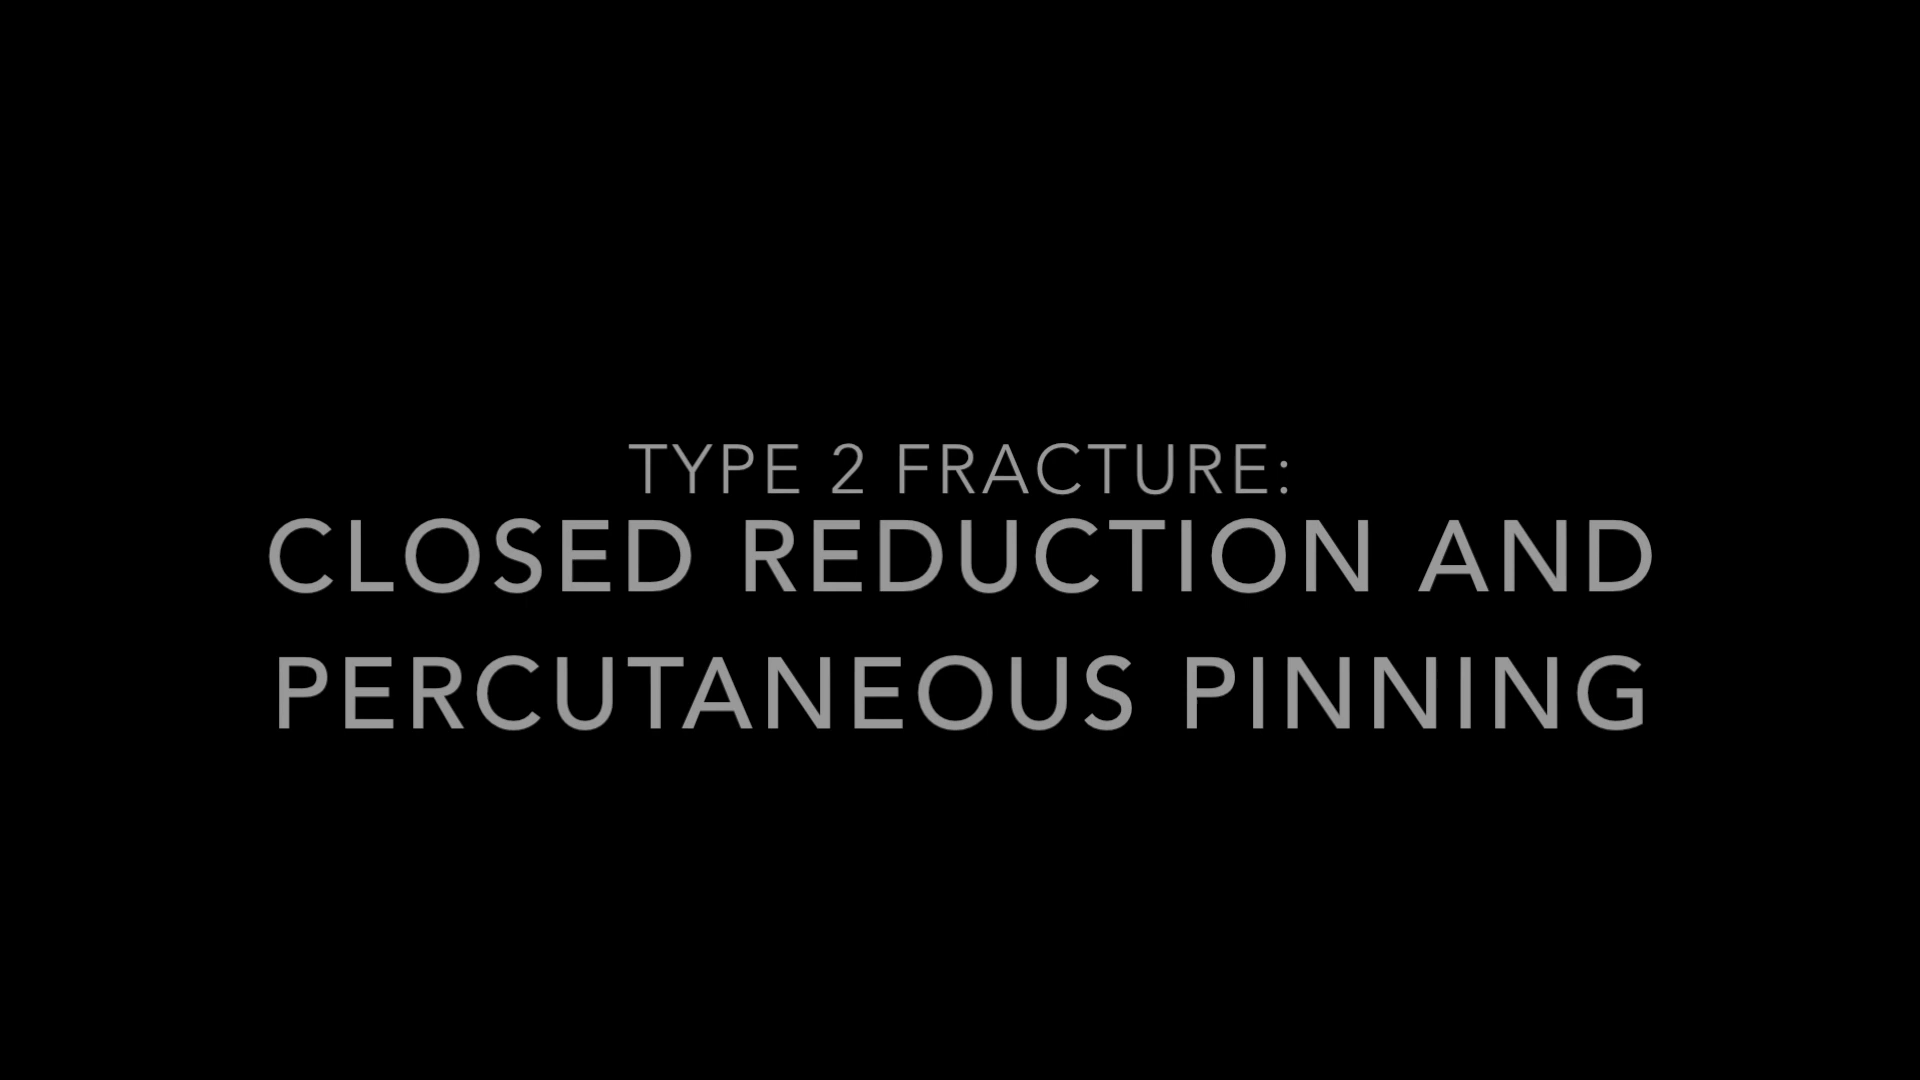 TYPE 2 FRACTURE:
CLOSED REDUCTION AND
PERCUTANEOUS PINNING